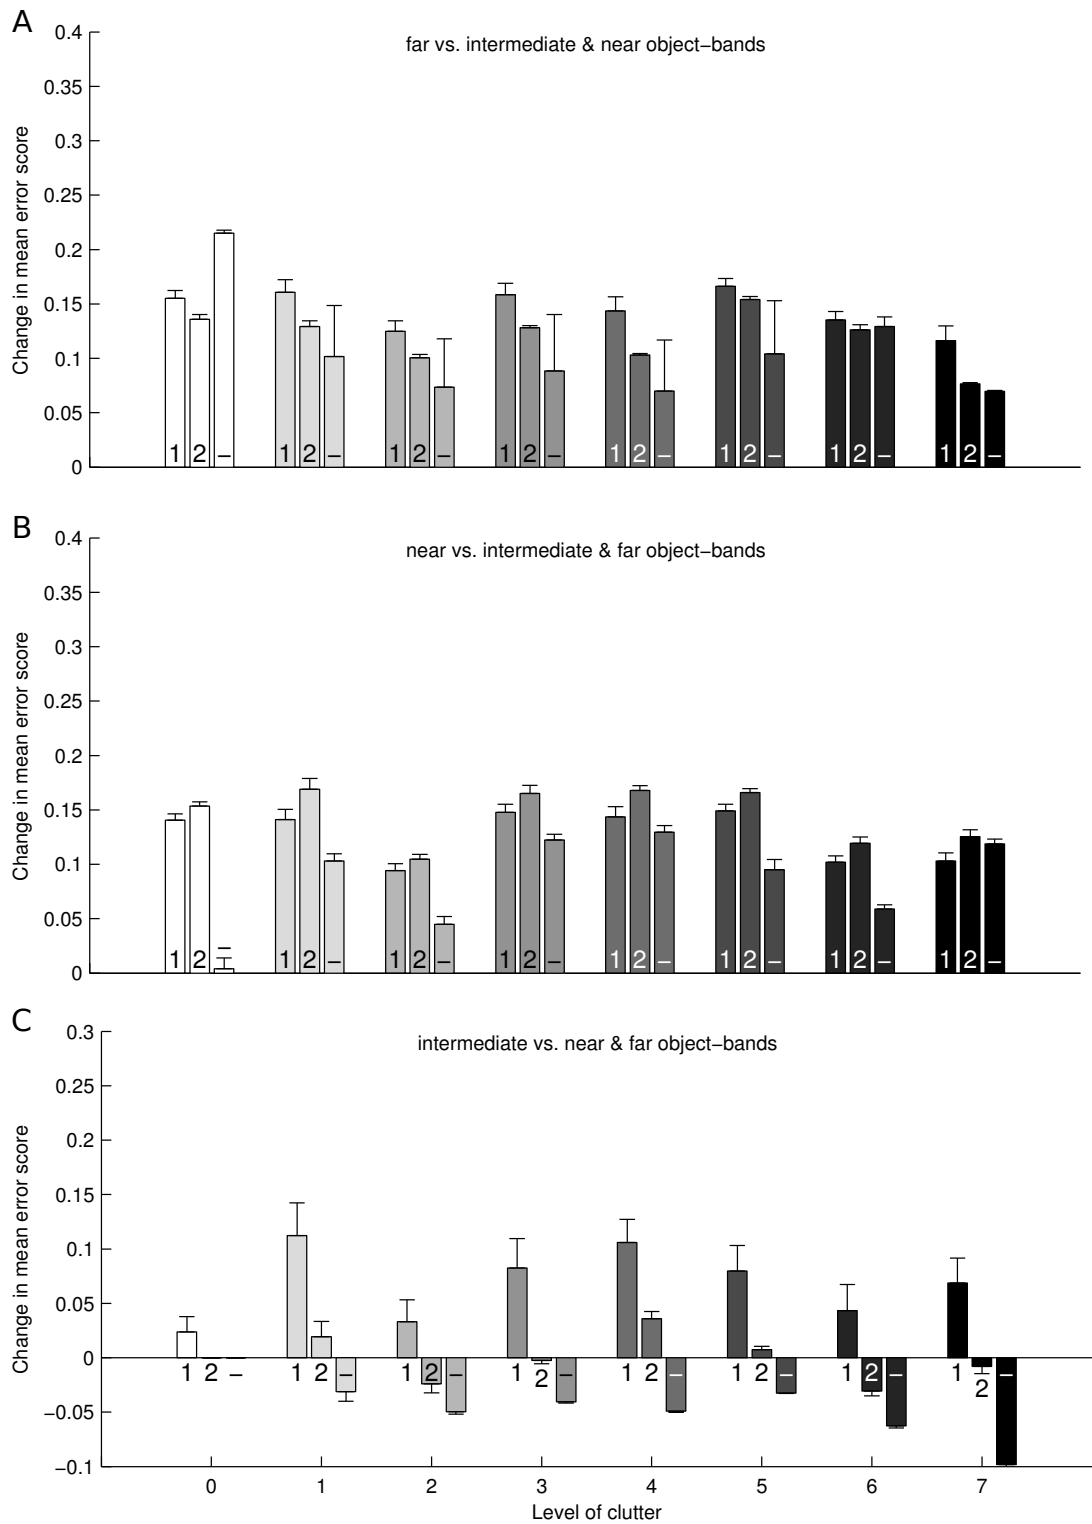 A
far vs. intermediate & near object−bands
Change in mean error score
0.4
0.35
0.3
0.25
0.2
0.15
0.1
0.05
0
1 2 − 1 2 − 1 2 − 1 2 − 1 2 − 1 2 − 1 2 − 1 2 −
B
near vs. intermediate & far object−bands
Change in mean error score
0.4
0.35
0.3
0.25
0.2
0.15
0.1
0.05
0
1 2 − 1 2 − 1 2 − 1 2 − 1 2 − 1 2 − 1 2 − 1 2 −
C
intermediate vs. near & far object−bands
Change in mean error score
0.3
0.25
0.2
0.15
0.1
0.05
0
−0.05
−0.1
1 2 − 1 2 − 1 2 − 1 2 − 1 2 − 1 2 − 1 2 − 1 2 −
0 1 2 3 4 5 6 7
Level of clutter